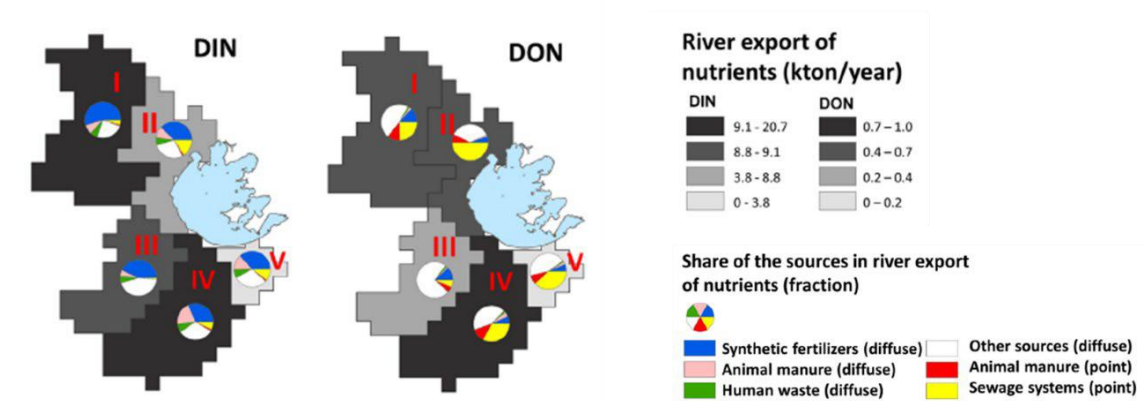 DIN
I
II
III
IV
V
DON
I
II
III
IV
V
River export of
nutrients (kton/year)
DIN DON
9.1 - 20.7 0.7 – 1.0
8.8 - 9.1 0.4 – 0.7
3.8 - 8.8 0.2 – 0.4
0 - 3.8 0 – 0.2
Share of the sources in river export
of nutrients (fraction)
Synthetic fertilizers (diffuse) Other sources (diffuse)
Animal manure (diffuse) Animal manure (point)
Human waste (diffuse) Sewage systems (point)